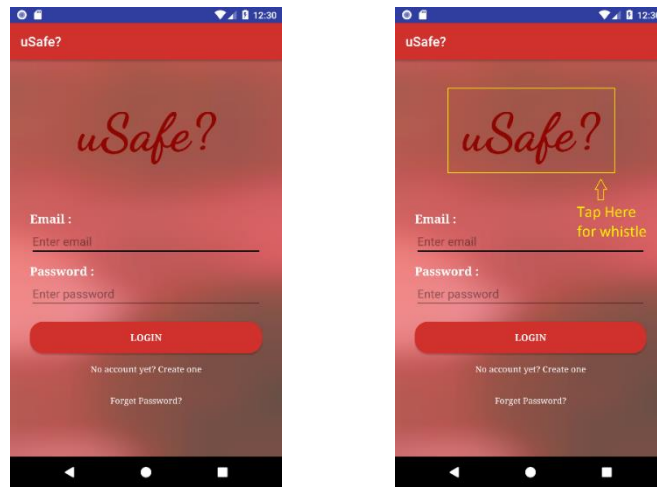 12:30
uSafe?
uSafe?
Email :
Enter email
Password :
Enter password
LOGIN
No account yet? Create one
Forget Password?
12:30
uSafe?
uSafe?
Tap Here
for whistle
Email :
Enter email
Password :
Enter password
LOGIN
No account yet? Create one
Forget Password?